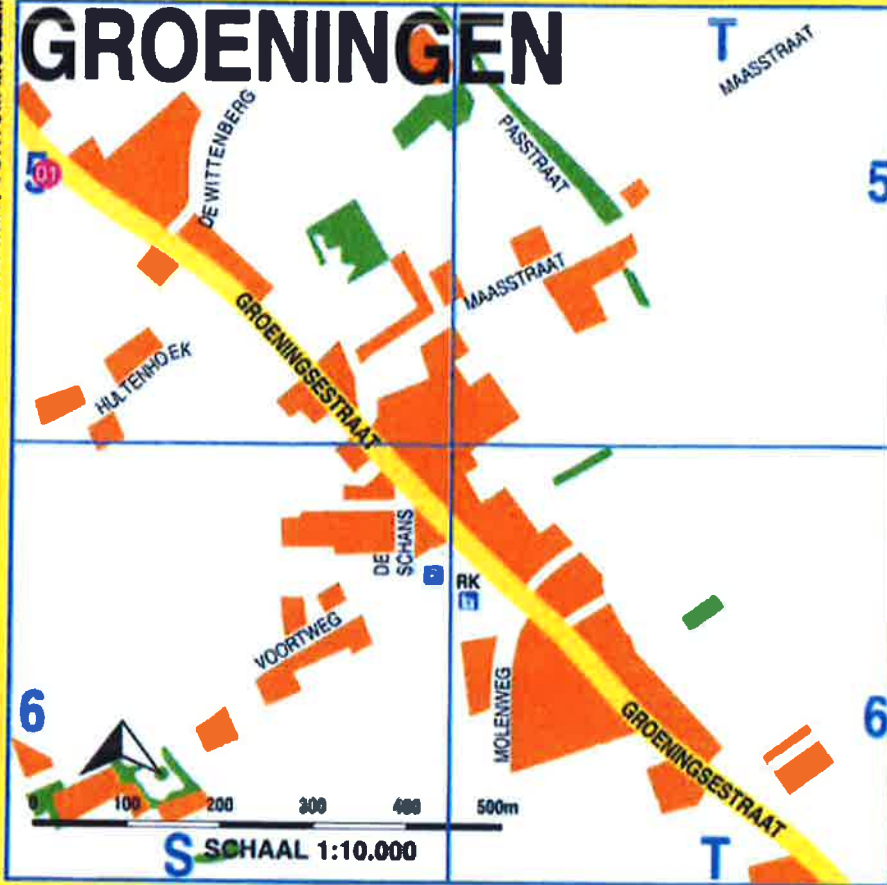 GROENINGEN
T
MAASSTRAAT
DE WITTENBERG
PASSTRAAT
5
01
5
MAASSTRAAT
GROENINGSESTRAAT
HULTENHOEK
DE
SCHANS
RK
VOORTWEG
MOLENWEG
6
6
GROENINGSESTRAAT
0 100 200 300 400 500m
S
SCHAAL 1:10.000
T